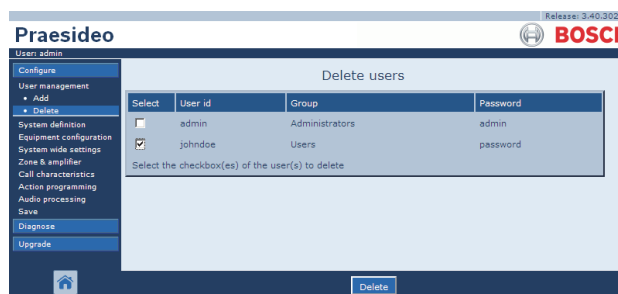 Release: 3.40.302
Praesideo
BOSC
User: admin
Configure
User management
• Add
• Delete
System definition
Equipment configuration
System wide settings
Zone & amplifier
Call characteristics
Action programming
Audio processing
Save
Diagnose
Upgrade
Delete users
Select User id Group Password
admin Administrators admin
johndoe Users password
Select the checkbox(es) of the user(s) to delete
Delete